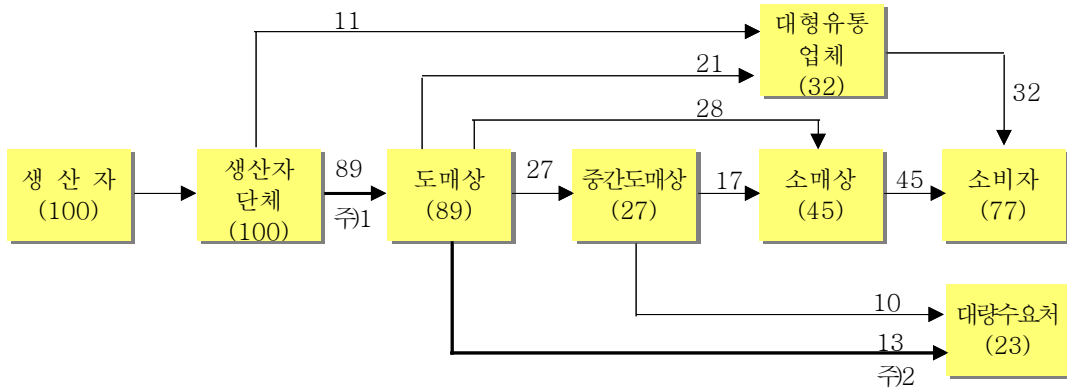 11
대형유통
업체
(32)
21
32
28
생 산 자
(100)
생산자
단체
(100)
89
주)1
도매상
(89)
27
중간도매상
(27)
17
소매상
(45)
45
소비자
(77)
10
대량수요처
(23)
13
주)2